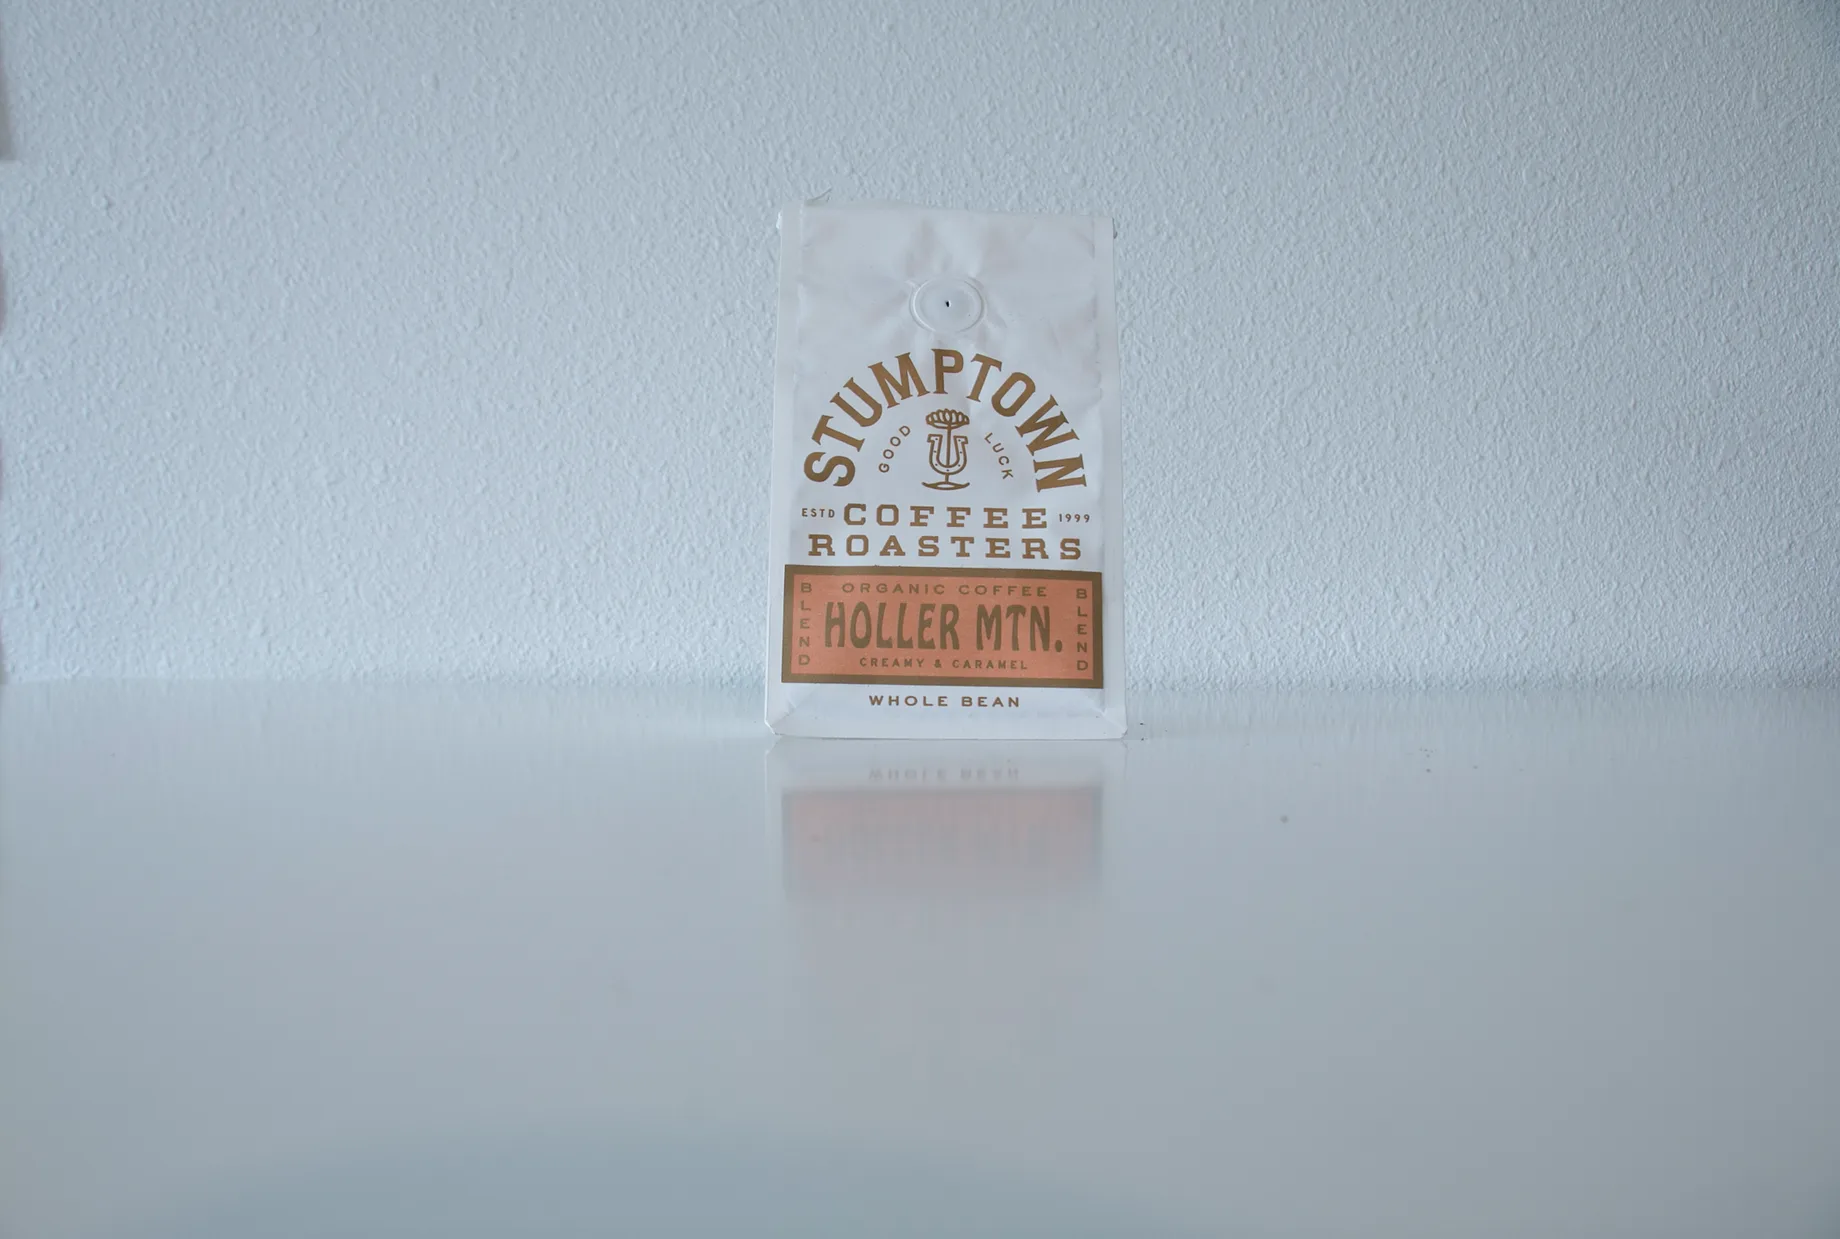 STUMPTOWN
GOOD LUCK
ESTD COFFEE 1999
ROASTERS
ORGANIC COFFEE
BLEND HOLLER MTN. BLEND
CREAMY & CARAMEL
WHOLE BEAN